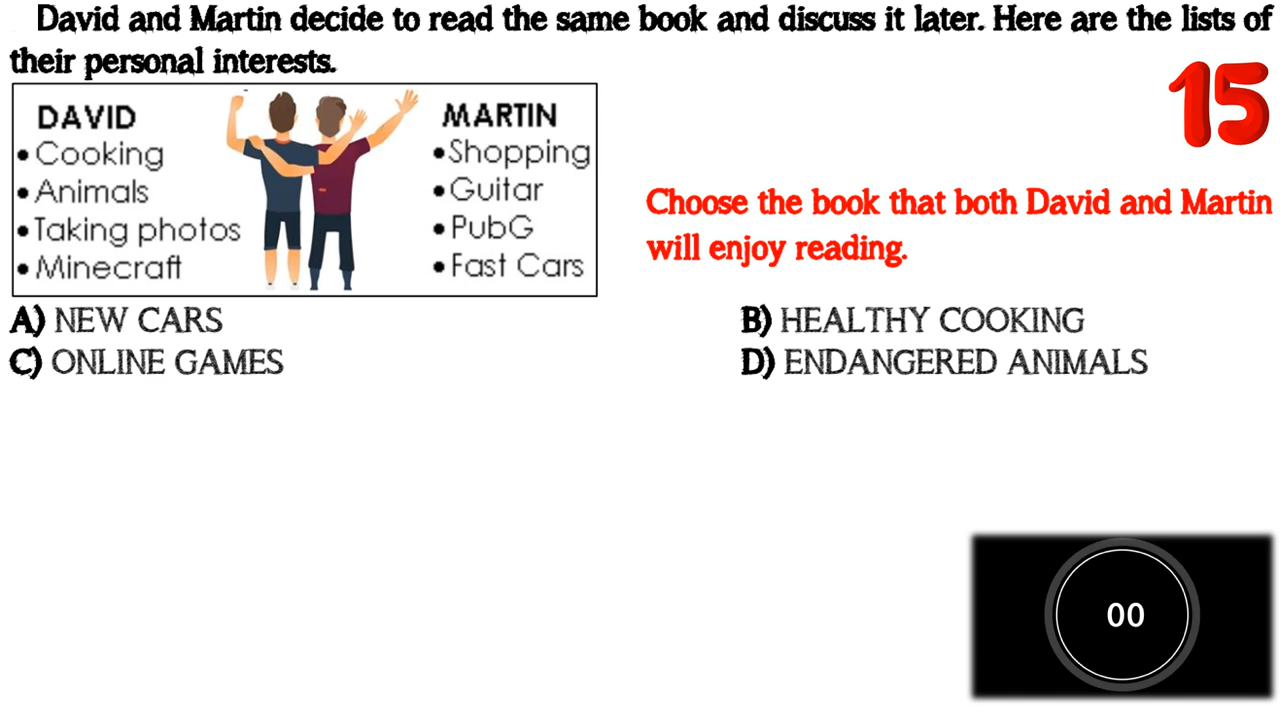 David and Martin decide to read the same book and discuss it later. Here are the lists of
their personal interests.
15
DAVID
• Cooking
• Animals
• Taking photos
• Minecraft
MARTIN
• Shopping
• Guitar
• PubG
• Fast Cars
Choose the book that both David and Martin
will enjoy reading.
A) NEW CARS
B) HEALTHY COOKING
C) ONLINE GAMES
D) ENDANGERED ANIMALS
00